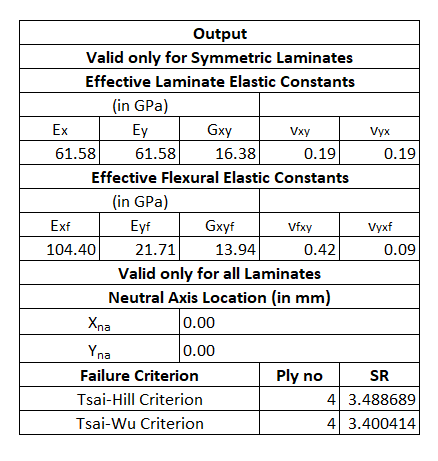 Output
Valid only for Symmetric Laminates
Effective Laminate Elastic Constants
(in GPa)
Ex Ey Gxy νxy νyx
61.58 61.58 16.38 0.19 0.19
Effective Flexural Elastic Constants
(in GPa)
Exf Eyf Gxyf νfxy νyxf
104.40 21.71 13.94 0.42 0.09
Valid only for all Laminates
Neutral Axis Location (in mm)
Xna 0.00
Yna 0.00
Failure Criterion Ply no SR
Tsai-Hill Criterion 4 3.488689
Tsai-Wu Criterion 4 3.400414